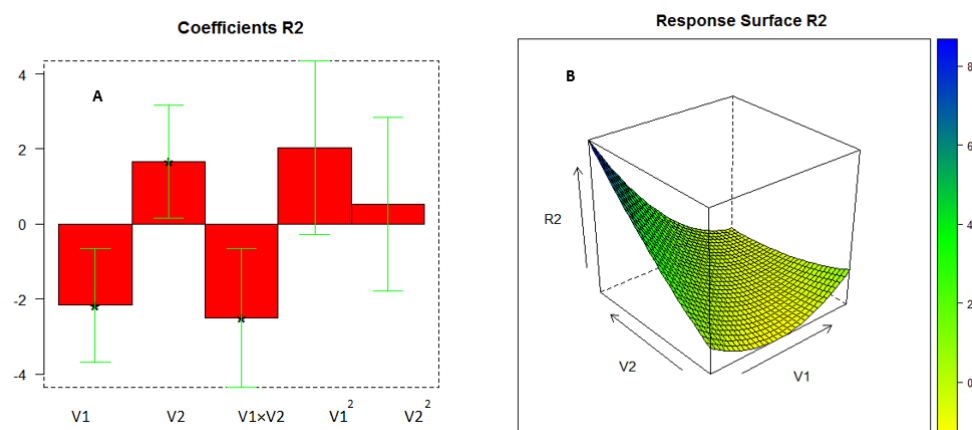 Coefficients R2
A
4
2
0
-2
-4
V1 V2 V1×V2 V1² V2²
Response Surface R2
B
R2
V2
V1
8
6
4
2
0